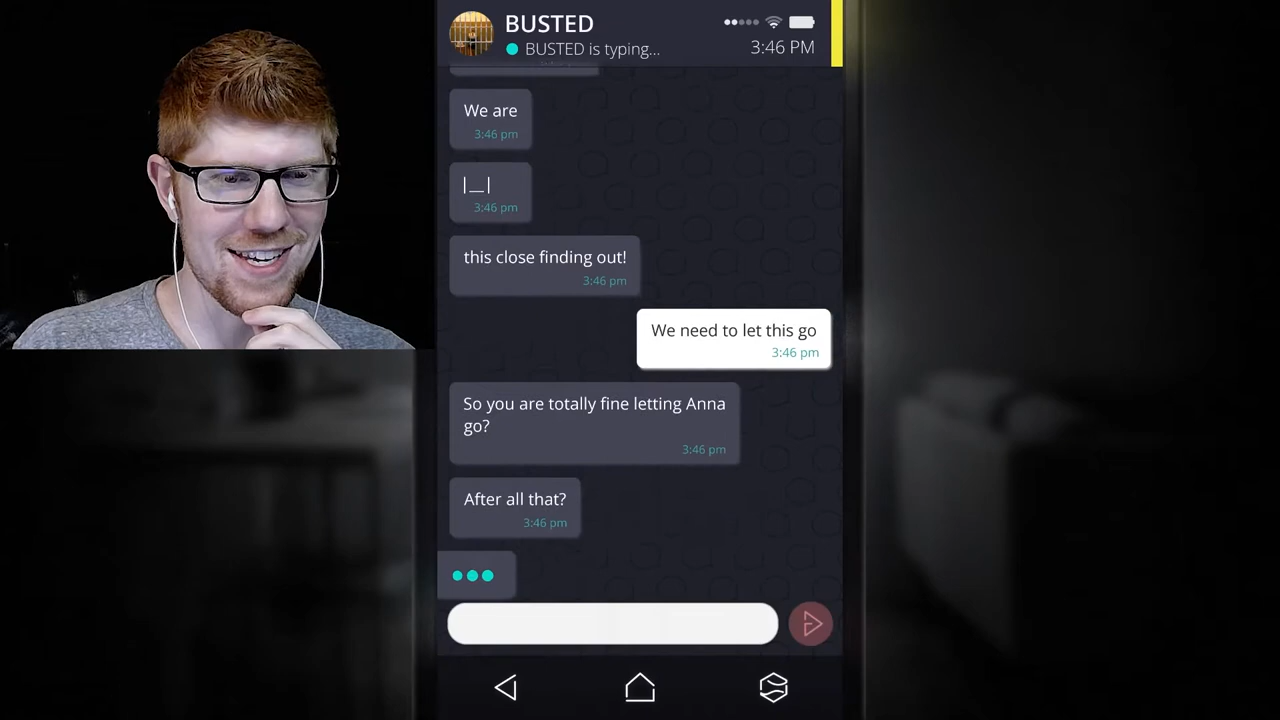 BUSTED
BUSTED is typing...
3:46 PM
We are
3:46 pm
|_|
3:46 pm
this close finding out!
3:46 pm
We need to let this go
3:46 pm
So you are totally fine letting Anna
go?
3:46 pm
After all that?
3:46 pm